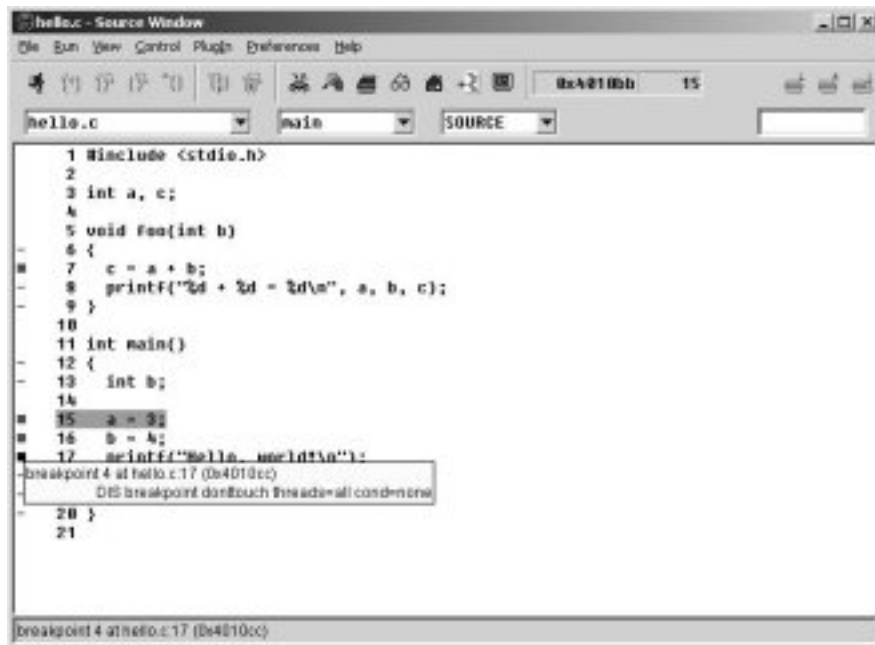 hello.c - Source Window
File Run View Control PlugIn Preferences Help
0x4010bb 15
hello.c main SOURCE
1 #include <stdio.h>
2
3 int a, c;
4
5 void foo(int b)
6 {
7 c = a + b;
8 printf("%d + %d = %d\n", a, b, c);
9 }
10
11 int main()
12 {
13 int b;
14
15 a = 3;
16 b = 4;
17 printf("Hello, world!\n");
breakpoint 4 at hello.c:17 (0x4010cc)
DIS breakpoint donttouch threads=all cond=none
20 }
21
breakpoint 4 at hello.c:17 (0x4010cc)